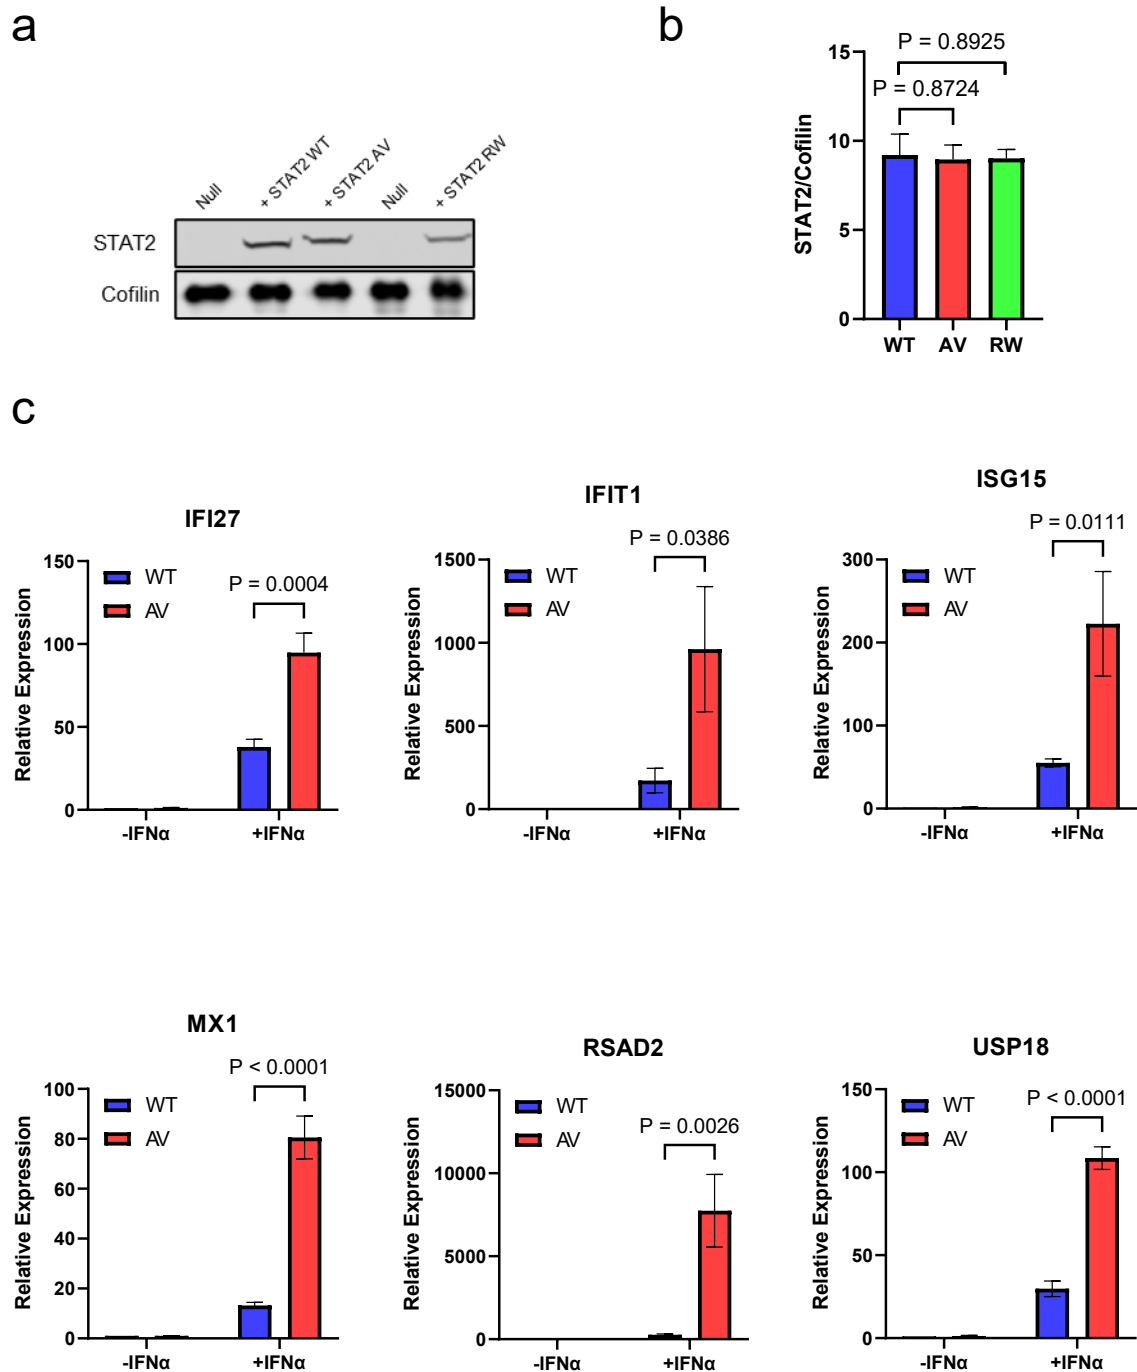 a
b
Null
+ STAT2 WT
+ STAT2 AV
Null
+ STAT2 RW
STAT2
Cofilin
P = 0.8925
P = 0.8724
STAT2/Cofilin
15
10
5
0
WT AV RW
c
IFI27
P = 0.0004
WT
AV
Relative Expression
150
100
50
0
-IFNα +IFNα
IFIT1
P = 0.0386
WT
AV
Relative Expression
1500
1000
500
0
-IFNα +IFNα
ISG15
P = 0.0111
WT
AV
Relative Expression
300
200
100
0
-IFNα +IFNα
MX1
P < 0.0001
WT
AV
Relative Expression
100
80
60
40
20
0
-IFNα +IFNα
RSAD2
P = 0.0026
WT
AV
Relative Expression
15000
10000
5000
0
-IFNα +IFNα
USP18
P < 0.0001
WT
AV
Relative Expression
150
100
50
0
-IFNα +IFNα